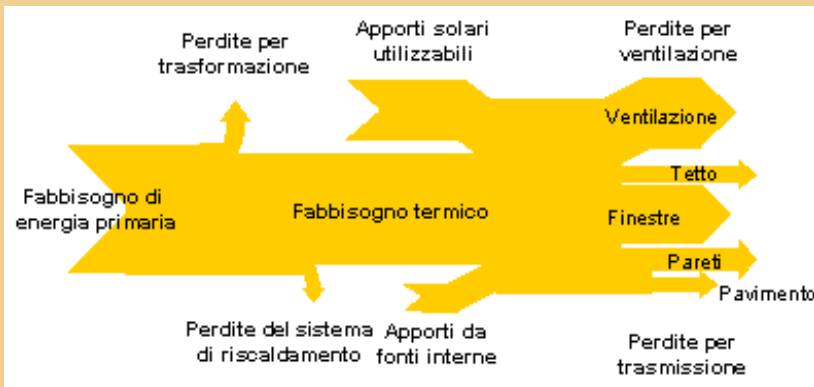 Perdite per
trasformazione
Apporti solari
utilizzabili
Perdite per
ventilazione
Ventilazione
Tetto
Fabbisogno di
energia primaria
Fabbisogno termico
Finestre
Pareti
Pavimento
Perdite del sistema
di riscaldamento
Apporti da
fonti interne
Perdite per
trasmissione